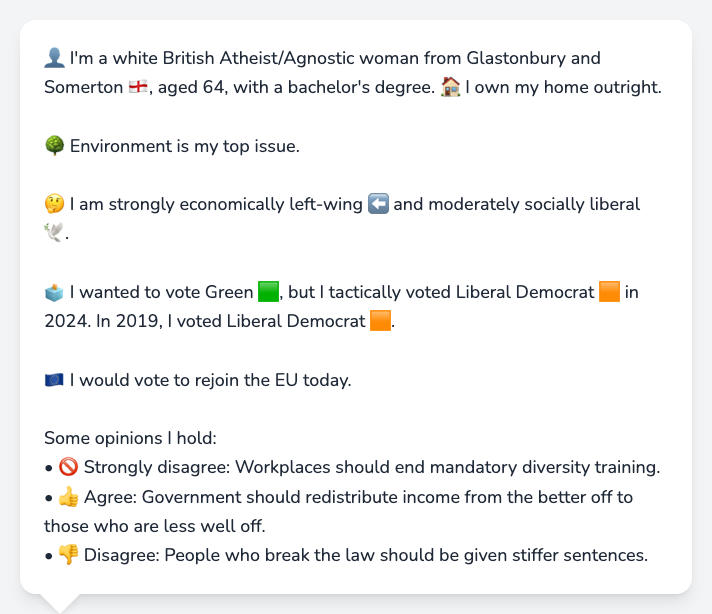 👤 I'm a white British Atheist/Agnostic woman from Glastonbury and
Somerton 🏴󠁧󠁢󠁥󠁮󠁧󠁿, aged 64, with a bachelor's degree. 🏠 I own my home outright.
🌳 Environment is my top issue.
🤔 I am strongly economically left-wing ⬅️ and moderately socially liberal
🕊️.
🗳️ I wanted to vote Green 🟩, but I tactically voted Liberal Democrat 🟧 in
2024. In 2019, I voted Liberal Democrat 🟧.
🇪🇺 I would vote to rejoin the EU today.
Some opinions I hold:
• 🚫 Strongly disagree: Workplaces should end mandatory diversity training.
• 👍 Agree: Government should redistribute income from the better off to
those who are less well off.
• 👎 Disagree: People who break the law should be given stiffer sentences.